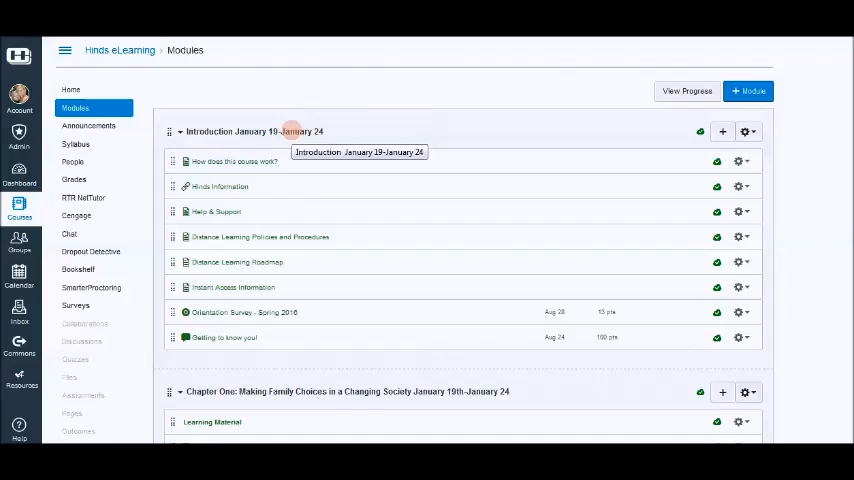 Hinds eLearning › Modules
Account
Admin
Dashboard
Courses
Groups
Calendar
Inbox
Commons
Resources
Help
Home
Modules
Announcements
Syllabus
People
Grades
RTR NetTutor
Cengage
Chat
Dropout Detective
Bookshelf
SmarterProctoring
Surveys
Collaborations
Discussions
Quizzes
Files
Assignments
Pages
Outcomes
View Progress
+ Module
Introduction January 19-January 24
Introduction January 19-January 24
How does this course work?
Hinds Information
Help & Support
Distance Learning Policies and Procedures
Distance Learning Roadmap
Instant Access Information
Orientation Survey - Spring 2016 Aug 28 15 pts
Getting to know you! Aug 24 100 pts
Chapter One: Making Family Choices in a Changing Society January 19th-January 24
Learning Material